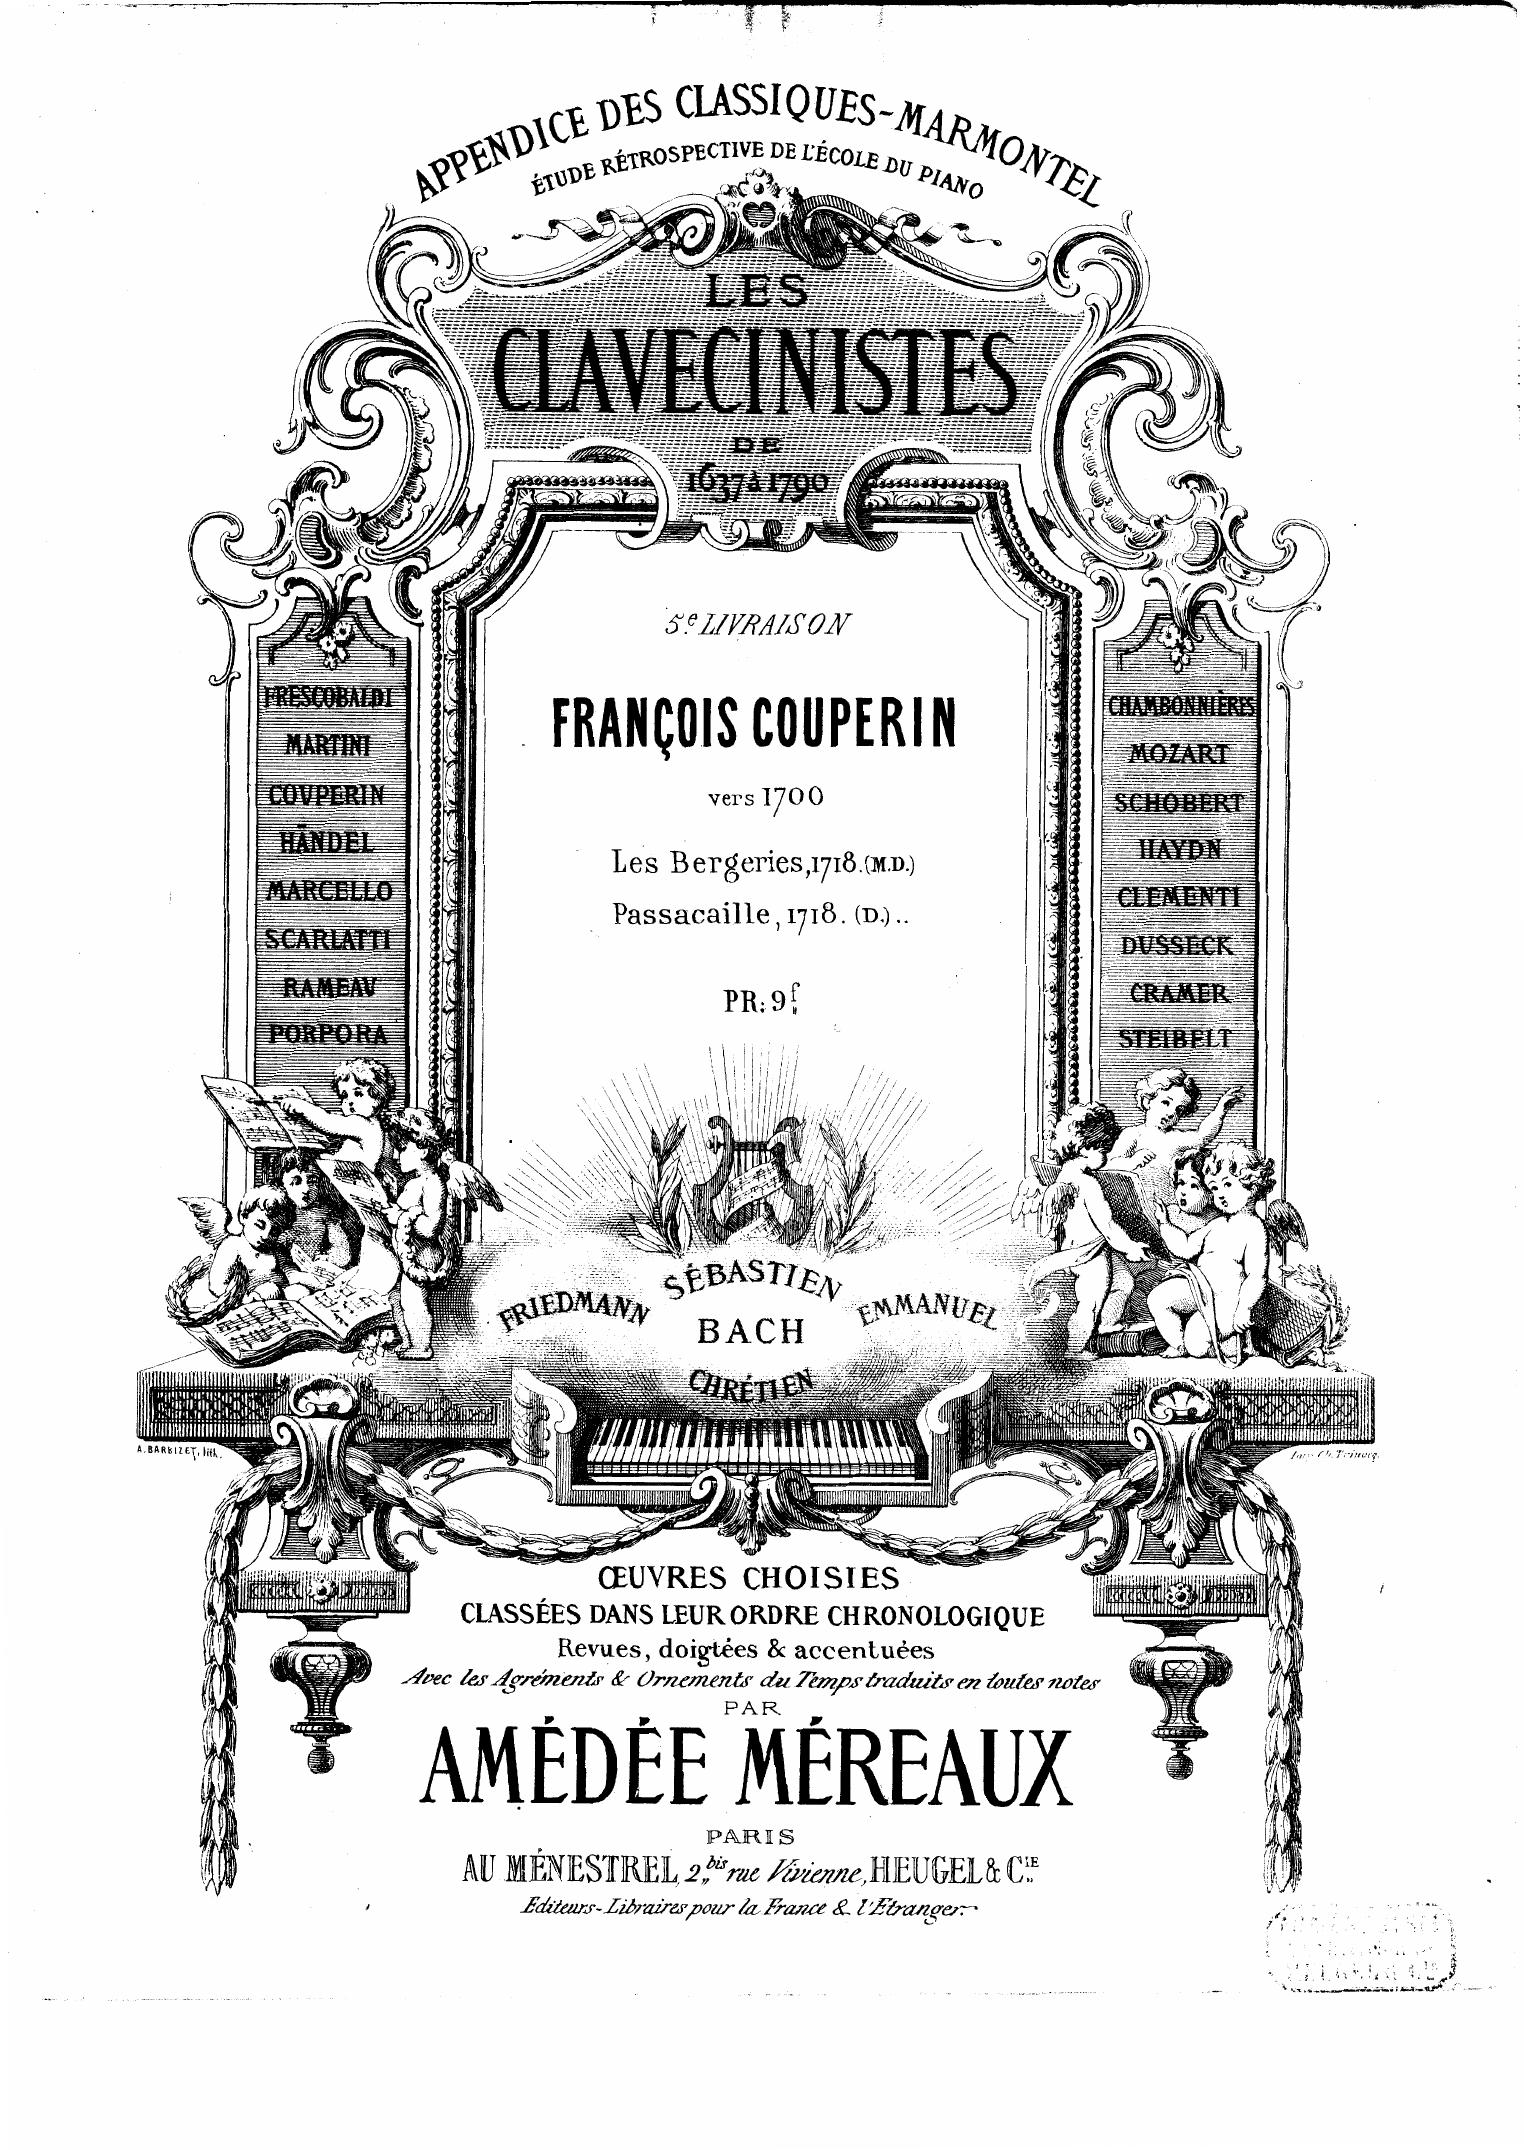 APPENDICE DES CLASSIQUES-MARMONTEL
ÉTUDE RÉTROSPECTIVE DE L'ÉCOLE DU PIANO
LES
CLAVECINISTES
DE
1637 à 1790
5e LIVRAISON
FRANÇOIS COUPERIN
vers 1700
Les Bergeries, 1718. (M.D.)
Passacaille, 1718. (D.)..
PR: 9f
FRESCOBALDI
MARTINI
COUPERIN
HÄNDEL
MARCELLO
SCARLATTI
RAMEAU
PORPORA
CHAMBONNIÈRES
MOZART
SCHOBERT
HAYDN
CLEMENTI
DUSSECK
CRAMER
STEIBELT
SÉBASTIEN
FRIEDMANN
EMMANUEL
BACH
CHRÉTIEN
A. BARBIZET, lith.
Imp. Ch. Trinocq.
ŒUVRES CHOISIES
CLASSÉES DANS LEUR ORDRE CHRONOLOGIQUE
Revues, doigtées & accentuées
Avec les Agréments & Ornements du Temps traduits en toutes notes
PAR
AMÉDÉE MÉREAUX
PARIS
AU MÉNESTREL, 2bis rue Vivienne, HEUGEL & CIE
Editeurs-Libraires pour la France & l'Etranger.